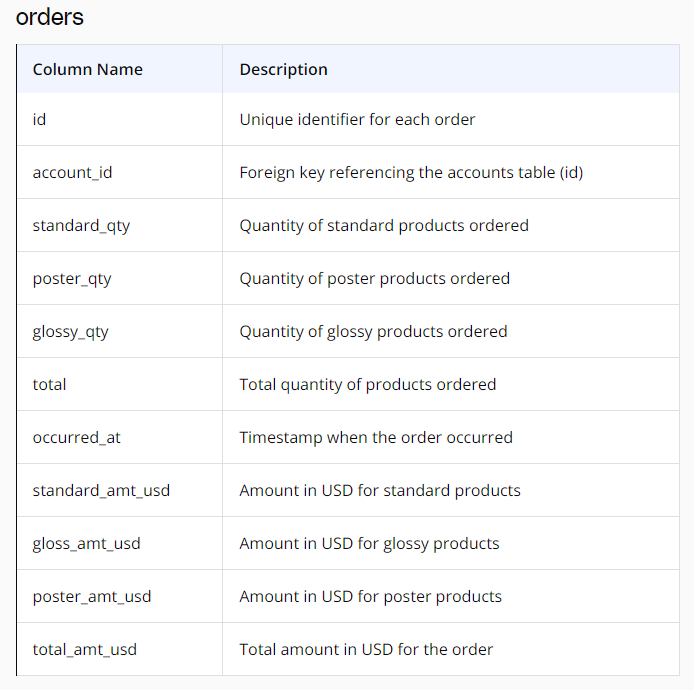 orders
Column Name Description
id Unique identifier for each order
account_id Foreign key referencing the accounts table (id)
standard_qty Quantity of standard products ordered
poster_qty Quantity of poster products ordered
glossy_qty Quantity of glossy products ordered
total Total quantity of products ordered
occurred_at Timestamp when the order occurred
standard_amt_usd Amount in USD for standard products
gloss_amt_usd Amount in USD for glossy products
poster_amt_usd Amount in USD for poster products
total_amt_usd Total amount in USD for the order